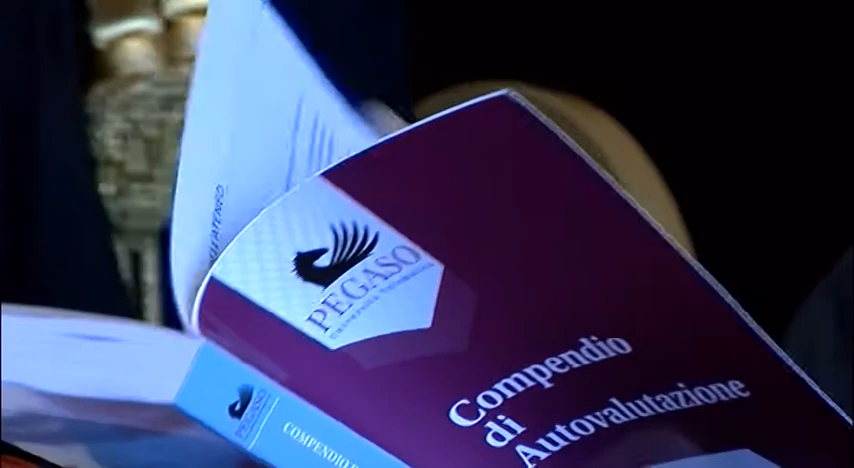 PEGASO
Compendio
di
Autovalutazione
PEGASO
COMPENDIO